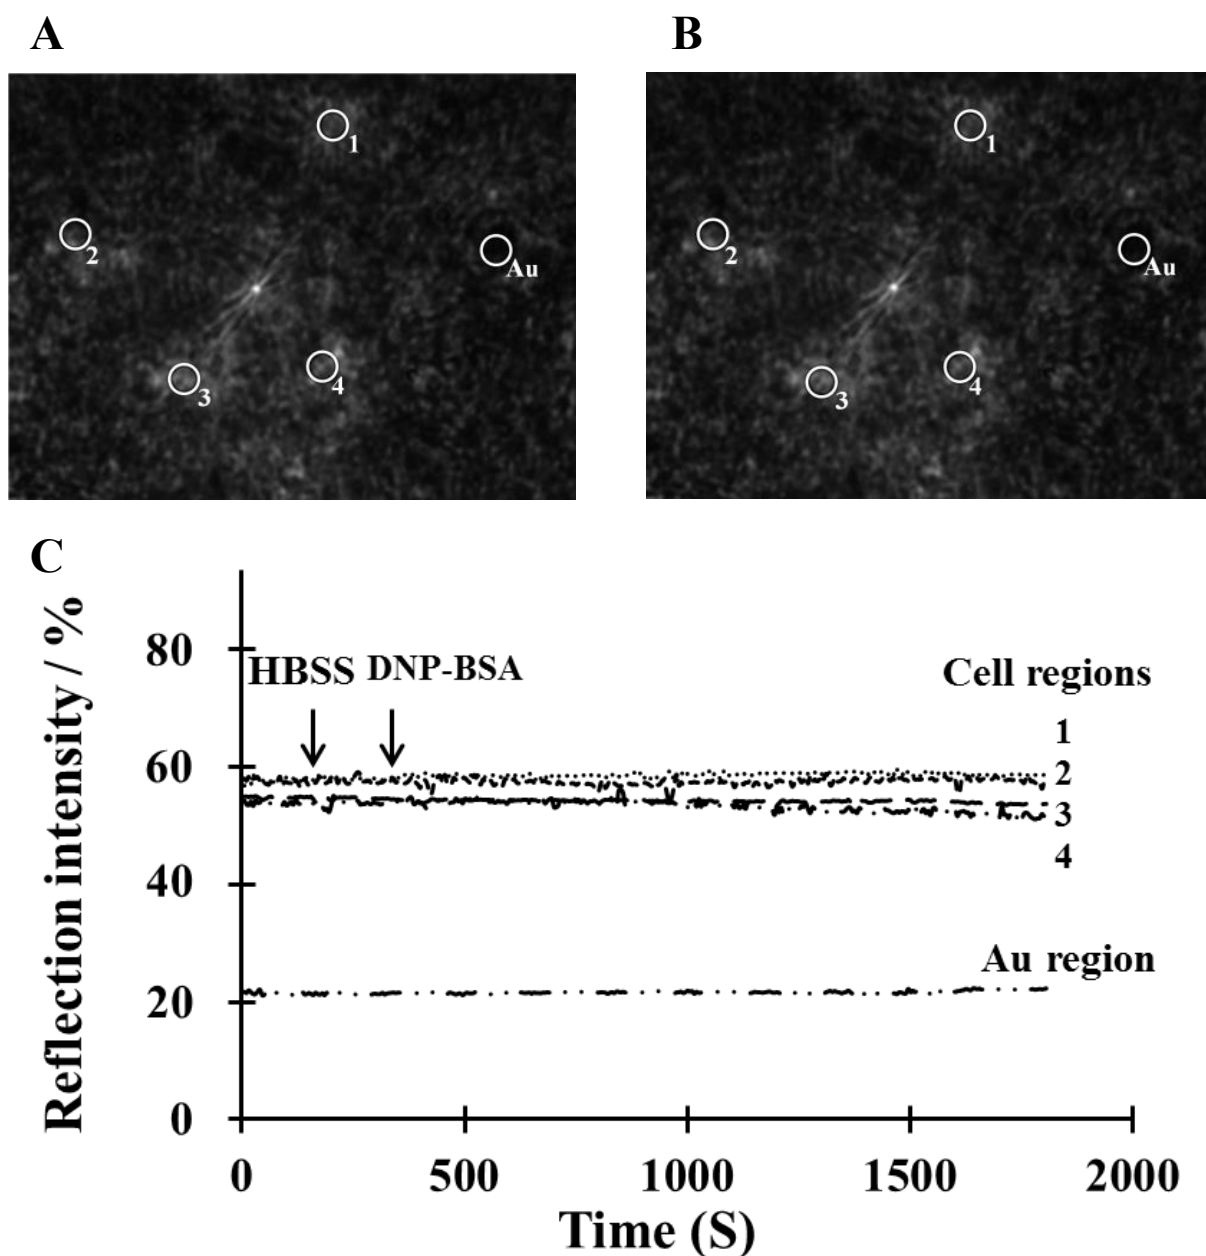 A
B
1
2
Au
3
4
1
2
Au
3
4
C
Reflection intensity / %
80
60
40
20
0
HBSS
DNP-BSA
Cell regions
1
2
3
4
Au region
0
500
1000
1500
2000
Time (S)